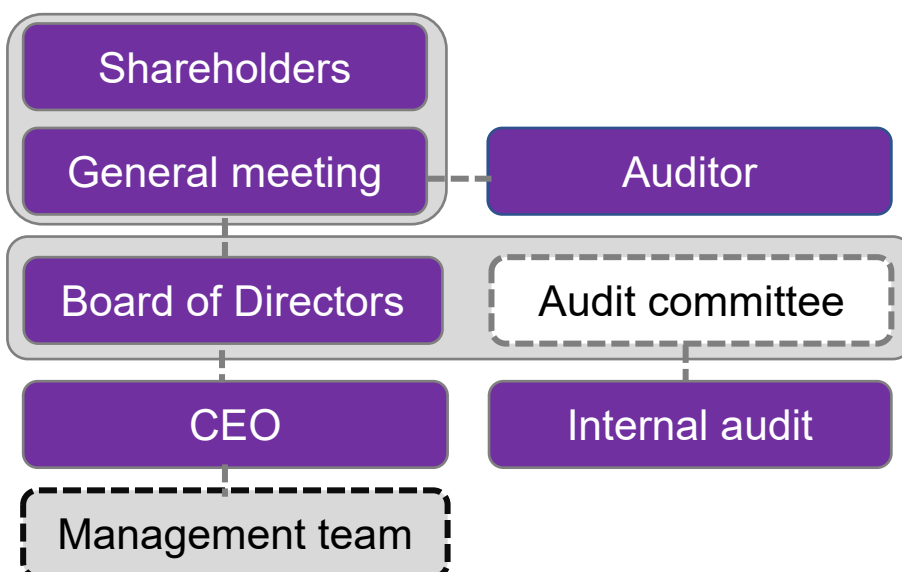 Shareholders
General meeting
Auditor
Board of Directors
Audit committee
CEO
Internal audit
Management team